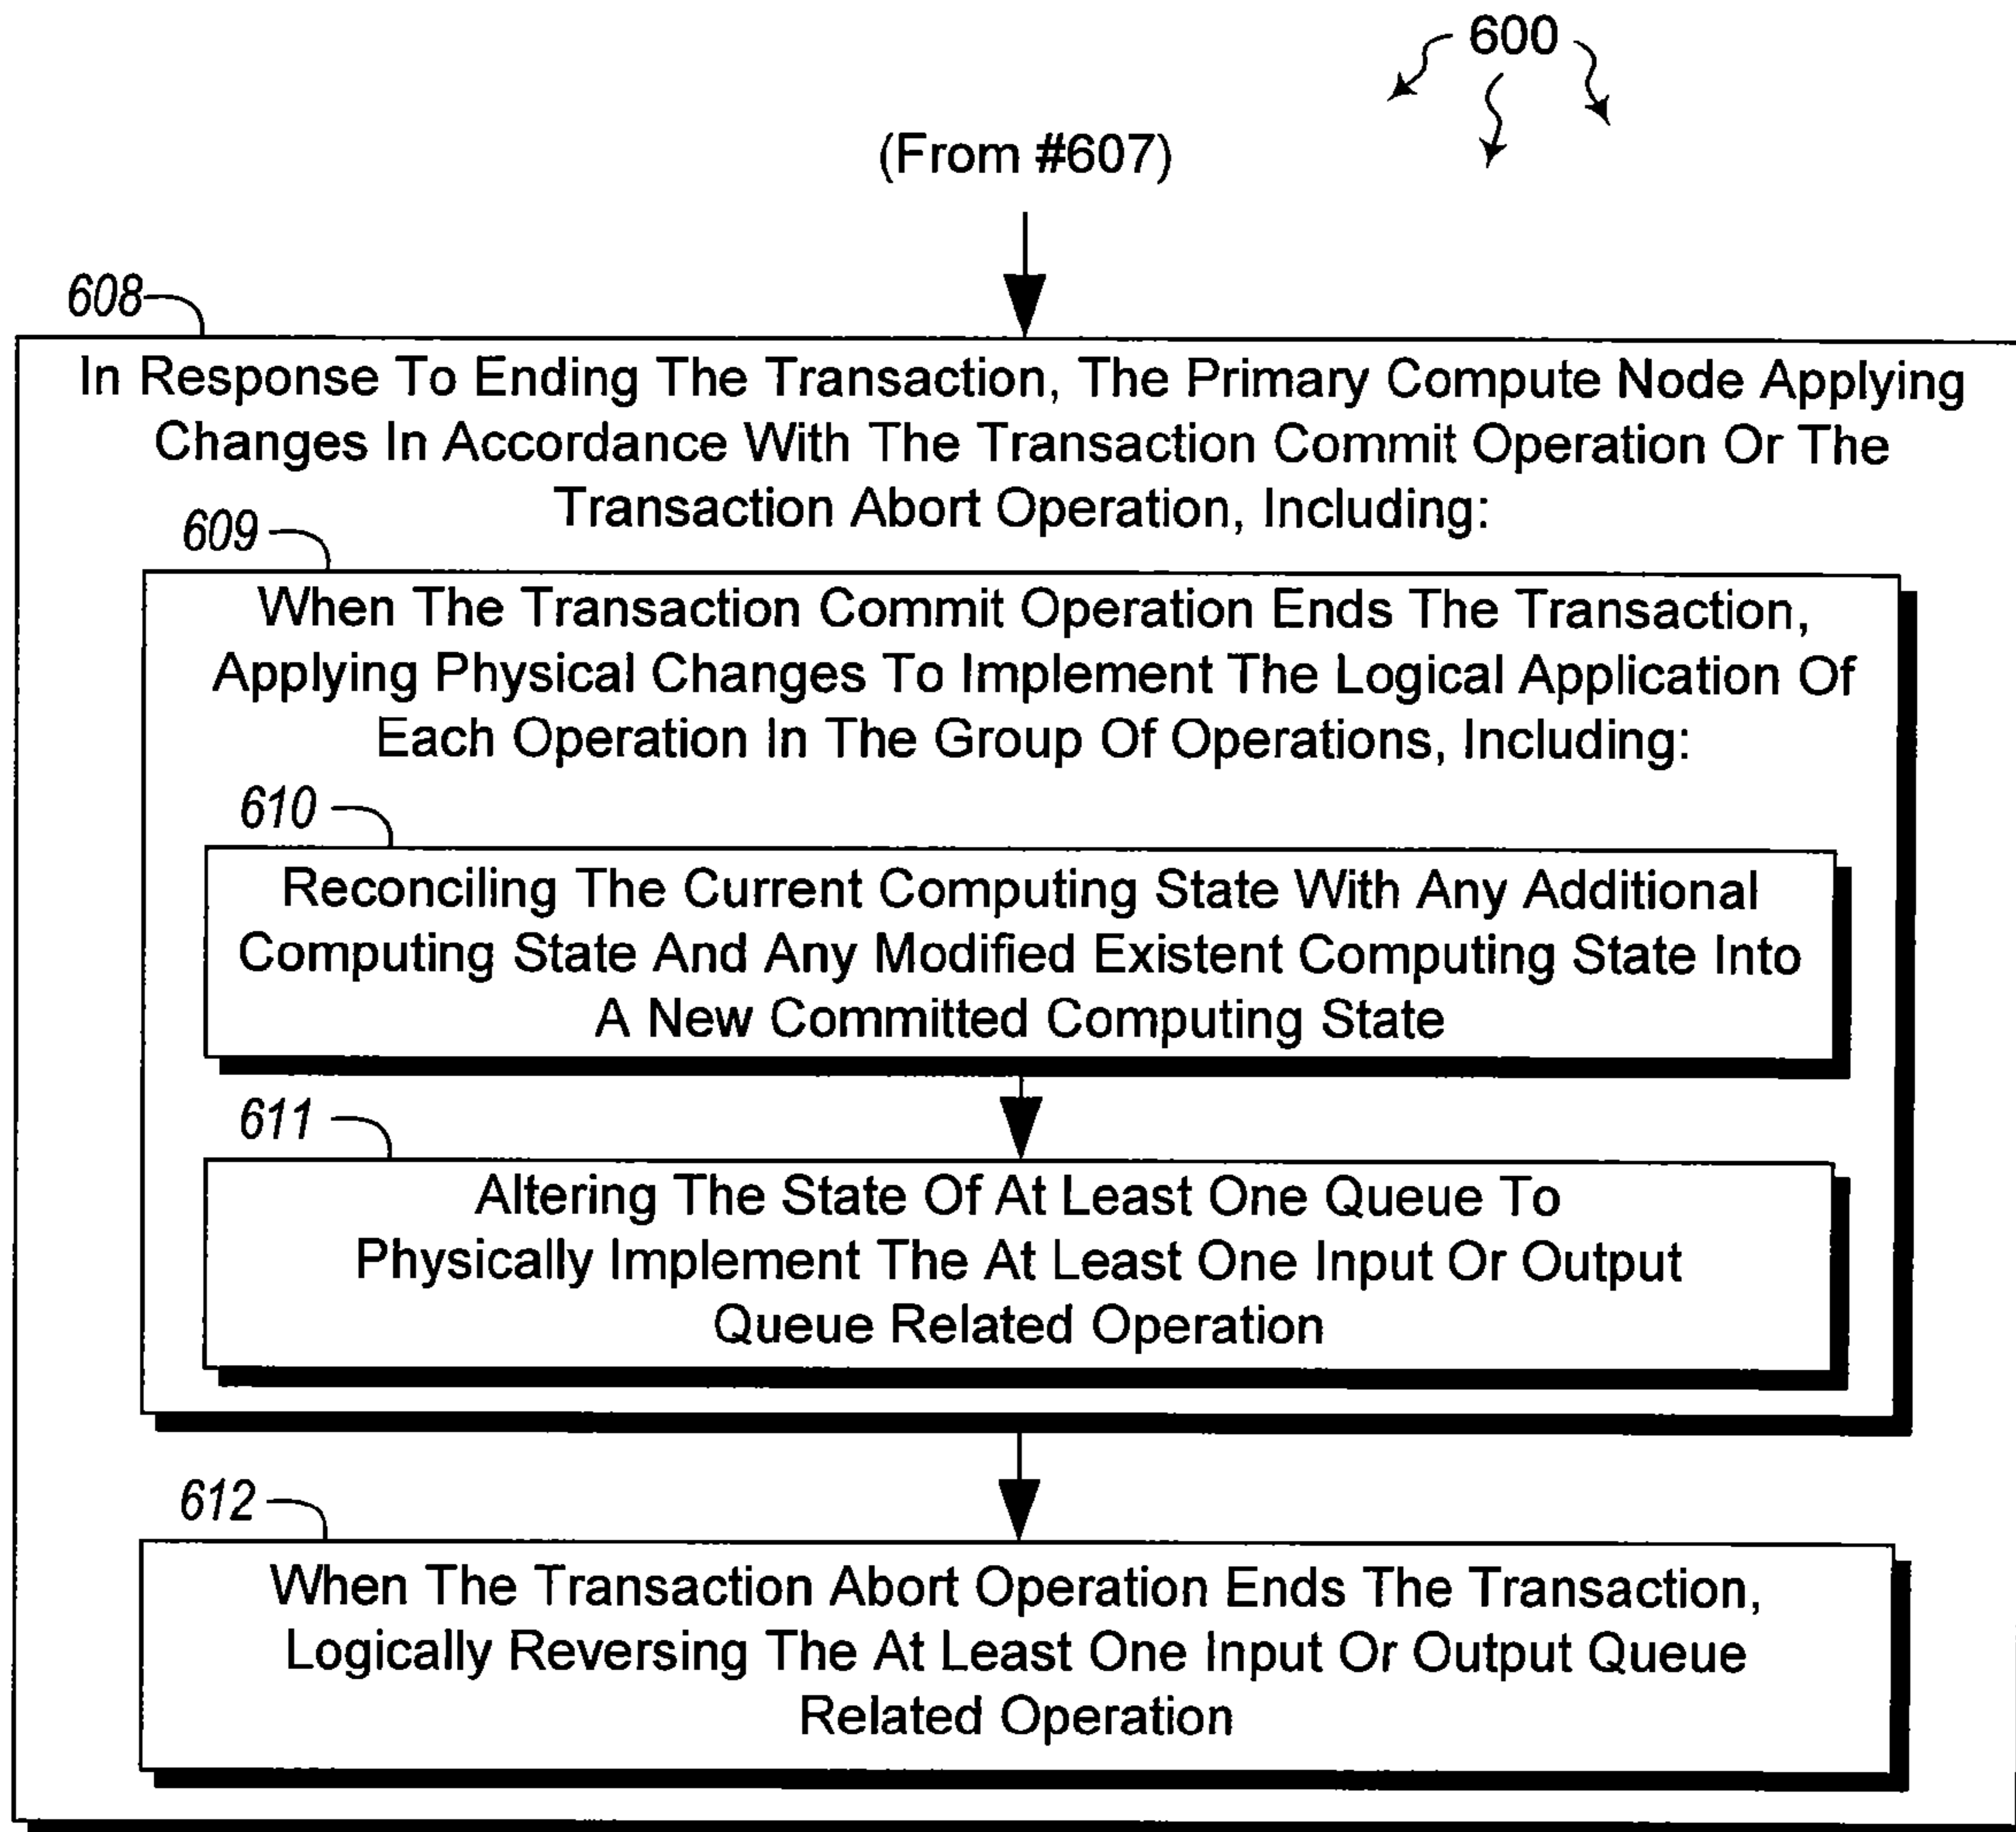 600
(From #607)
608
In Response To Ending The Transaction, The Primary Compute Node Applying
Changes In Accordance With The Transaction Commit Operation Or The
Transaction Abort Operation, Including:
609
When The Transaction Commit Operation Ends The Transaction,
Applying Physical Changes To Implement The Logical Application Of
Each Operation In The Group Of Operations, Including:
610
Reconciling The Current Computing State With Any Additional
Computing State And Any Modified Existent Computing State Into
A New Committed Computing State
611
Altering The State Of At Least One Queue To
Physically Implement The At Least One Input Or Output
Queue Related Operation
612
When The Transaction Abort Operation Ends The Transaction,
Logically Reversing The At Least One Input Or Output Queue
Related Operation